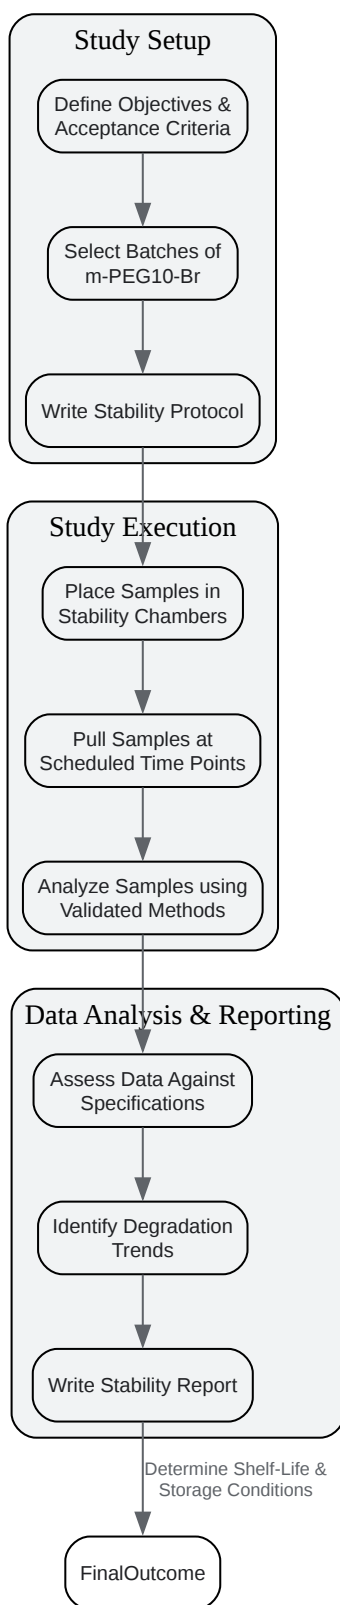 Study Setup
Define Objectives &
Acceptance Criteria
Select Batches of
m-PEG10-Br
Write Stability Protocol
Study Execution
Place Samples in
Stability Chambers
Pull Samples at
Scheduled Time Points
Analyze Samples using
Validated Methods
Data Analysis & Reporting
Assess Data Against
Specifications
Identify Degradation
Trends
Write Stability Report
Determine Shelf-Life &
Storage Conditions
FinalOutcome